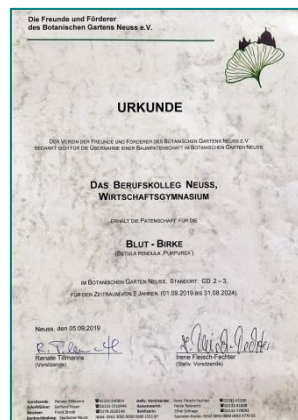 Die Freunde und Förderer
des Botanischen Gartens Neuss e.V.
URKUNDE
DER VEREIN DER FREUNDE UND FÖRDERER DES BOTANISCHEN GARTENS NEUSS E.V.
BEDANKT SICH FÜR DIE ÜBERNAHME EINER BAUMPATENSCHAFT IM BOTANISCHEN GARTEN NEUSS
DAS BERUFSKOLLEG NEUSS,
WIRTSCHAFTSGYMNASIUM
ERHÄLT DIE PATENSCHAFT FÜR DIE
BLUT - BIRKE
(BETULA PENDULA ‚PURPUREA')
IM BOTANISCHEN GARTEN NEUSS, STANDORT: CD 2 – 3,
FÜR DEN ZEITRAUM VON 5 JAHREN (01.09.2019 BIS 31.08.2024).
Neuss, den 05.09.2019
Renate Tillmanns
(Vorsitzende)
Irene Fleisch-Fechter
(Stellv. Vorsitzende)